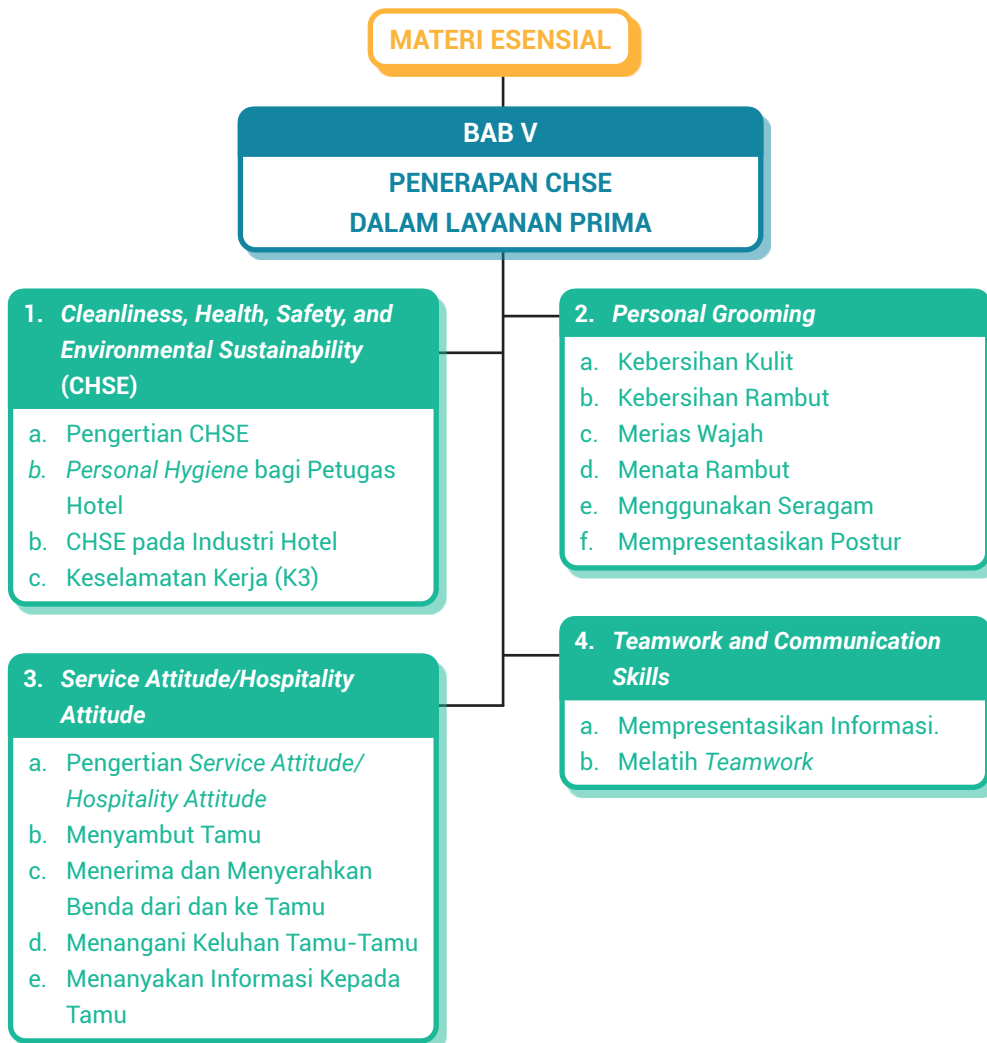 MATERI ESENSIAL
BAB V
PENERAPAN CHSE
DALAM LAYANAN PRIMA
1. Cleanliness, Health, Safety, and
Environmental Sustainability
(CHSE)
a. Pengertian CHSE
b. Personal Hygiene bagi Petugas
Hotel
b. CHSE pada Industri Hotel
c. Keselamatan Kerja (K3)
2. Personal Grooming
a. Kebersihan Kulit
b. Kebersihan Rambut
c. Merias Wajah
d. Menata Rambut
e. Menggunakan Seragam
f. Mempresentasikan Postur
3. Service Attitude/Hospitality
Attitude
a. Pengertian Service Attitude/
Hospitality Attitude
b. Menyambut Tamu
c. Menerima dan Menyerahkan
Benda dari dan ke Tamu
d. Menangani Keluhan Tamu-Tamu
e. Menanyakan Informasi Kepada
Tamu
4. Teamwork and Communication
Skills
a. Mempresentasikan Informasi.
b. Melatih Teamwork